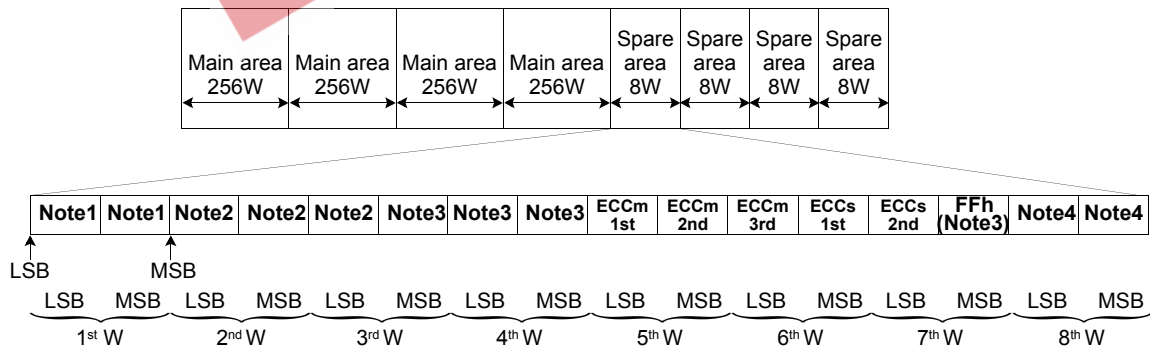 Main area 256W
Main area 256W
Main area 256W
Main area 256W
Spare area 8W
Spare area 8W
Spare area 8W
Spare area 8W
Note1 Note1 Note2 Note2 Note2 Note3 Note3 Note3 ECCm 1st ECCm 2nd ECCm 3rd ECCs 1st ECCs 2nd FFh (Note3) Note4 Note4
LSB MSB
LSB MSB LSB MSB LSB MSB LSB MSB LSB MSB LSB MSB LSB MSB LSB MSB
1st W 2nd W 3rd W 4th W 5th W 6th W 7th W 8th W